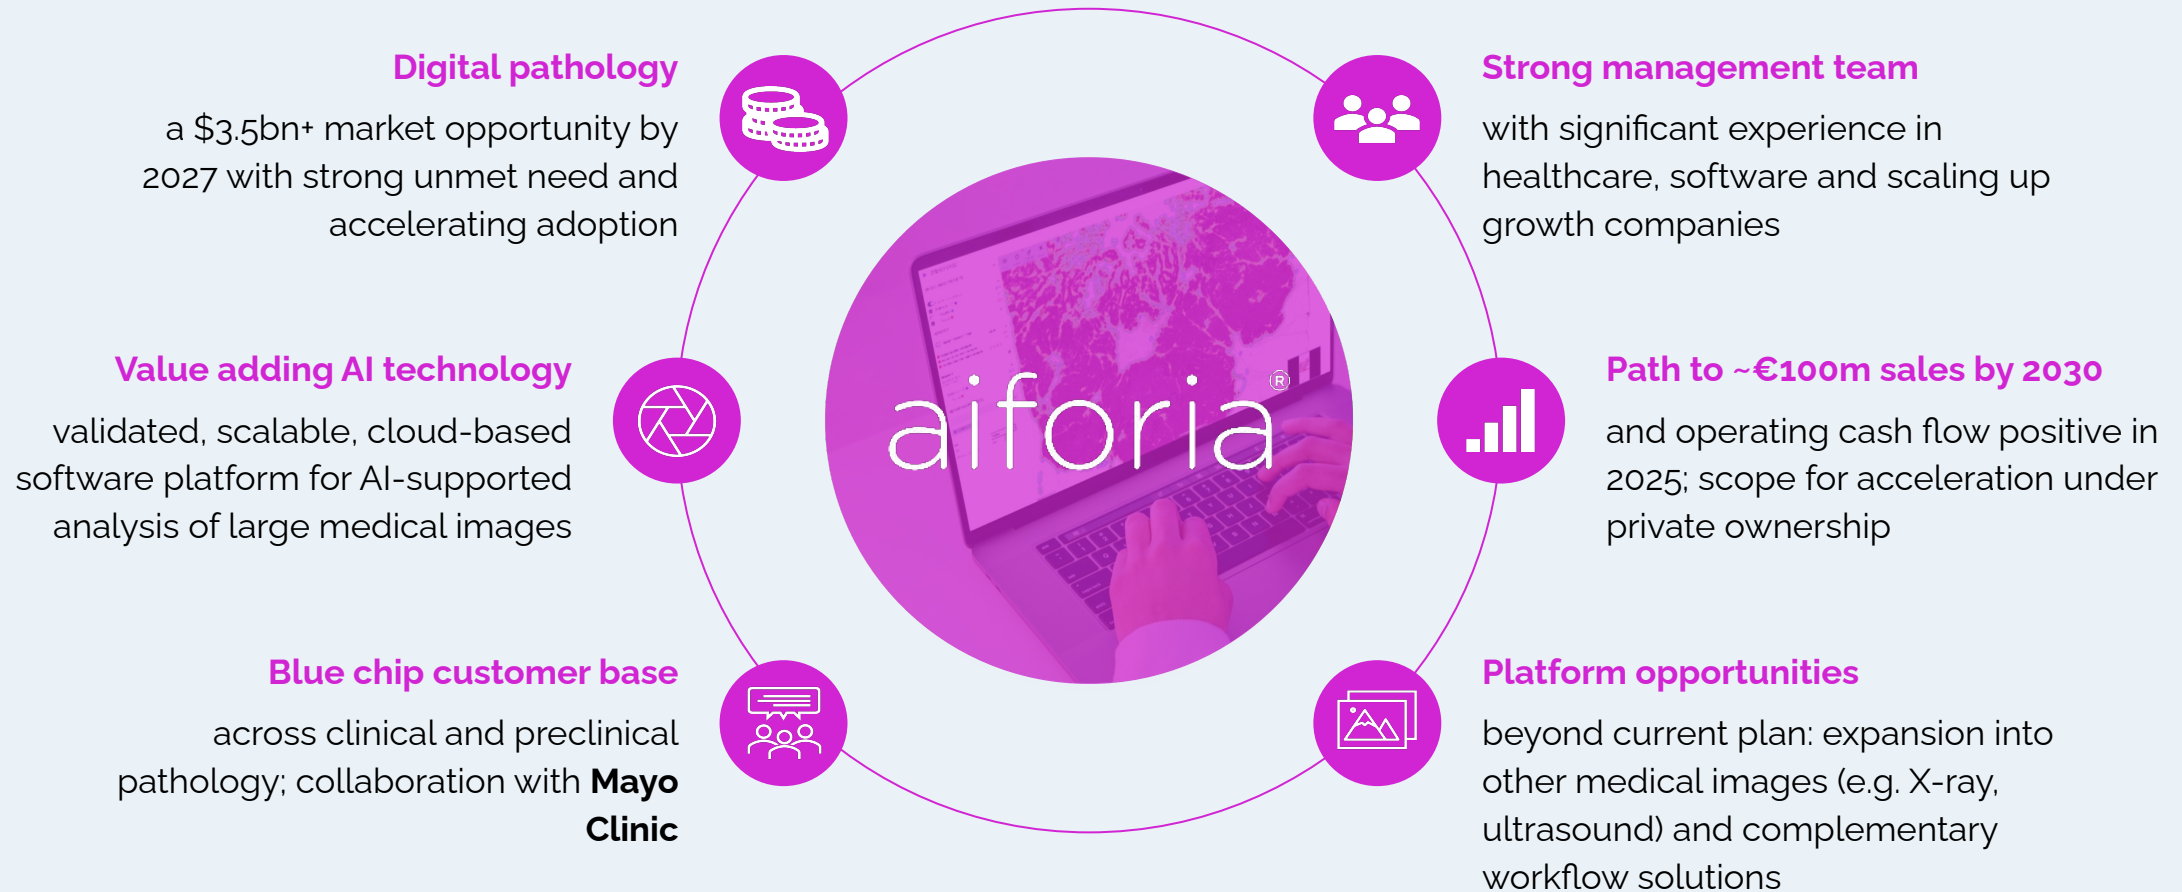 Digital pathology
a $3.5bn+ market opportunity by
2027 with strong unmet need and
accelerating adoption
Value adding AI technology
validated, scalable, cloud-based
software platform for AI-supported
analysis of large medical images
Blue chip customer base
across clinical and preclinical
pathology; collaboration with Mayo
Clinic
aiforia®
Strong management team
with significant experience in
healthcare, software and scaling up
growth companies
Path to ~€100m sales by 2030
and operating cash flow positive in
2025; scope for acceleration under
private ownership
Platform opportunities
beyond current plan: expansion into
other medical images (e.g. X-ray,
ultrasound) and complementary
workflow solutions